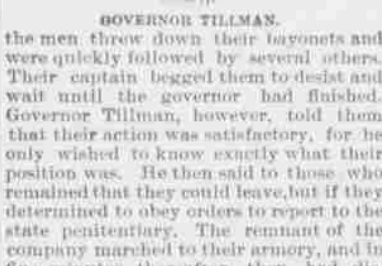 GOVERNOR TILLMAN.
the men threw down their bayonets and
were quickly followed by several others.
Their captain begged them to desist and
wait until the governor had finished.
Governor Tillman, however, told them
that their action was satisfactory, for he
only wished to know exactly what their
position was. He then said to those who
remained that they could leave, but if they
determined to obey orders to report to the
state penitentiary. The remnant of the
company marched to their armory, and in